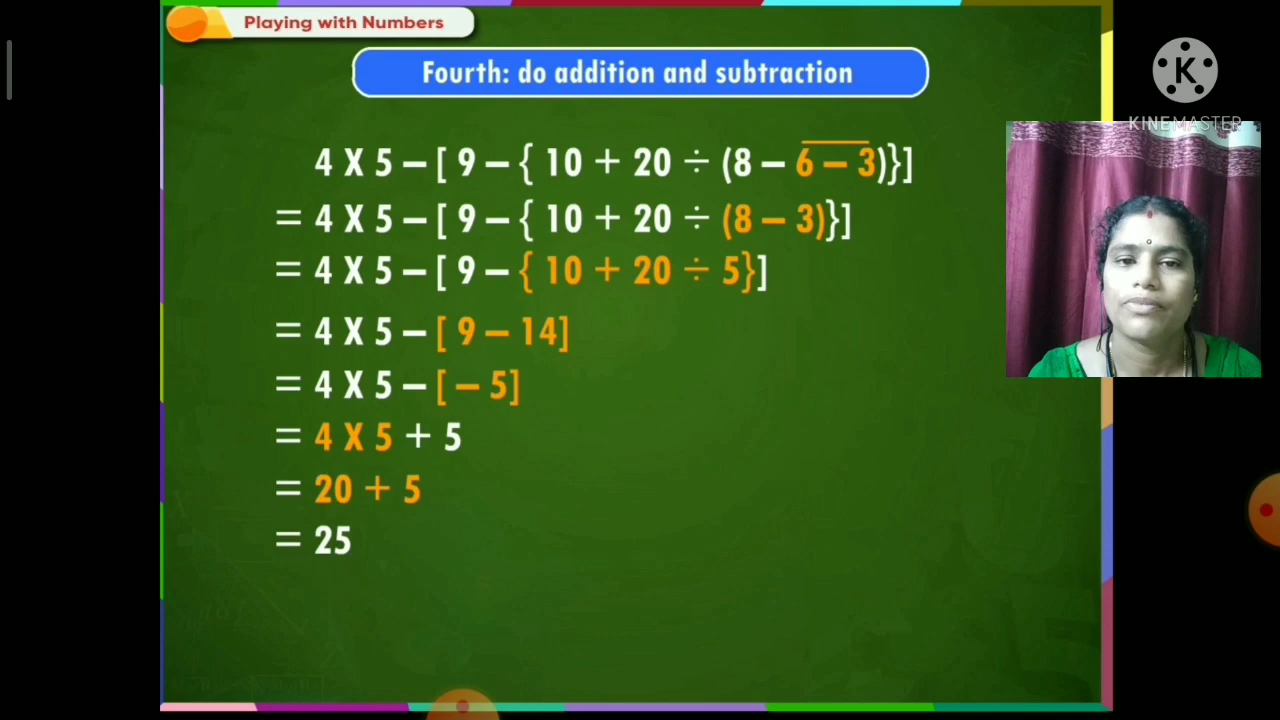 Playing with Numbers
Fourth: do addition and subtraction
4 X 5 – [ 9 – { 10 + 20 ÷ (8 – 6 – 3)}]
= 4 X 5 – [ 9 – { 10 + 20 ÷ (8 – 3)}]
= 4 X 5 – [ 9 – { 10 + 20 ÷ 5}]
= 4 X 5 – [ 9 – 14]
= 4 X 5 – [ – 5]
= 4 X 5 + 5
= 20 + 5
= 25
K
KINEMASTER